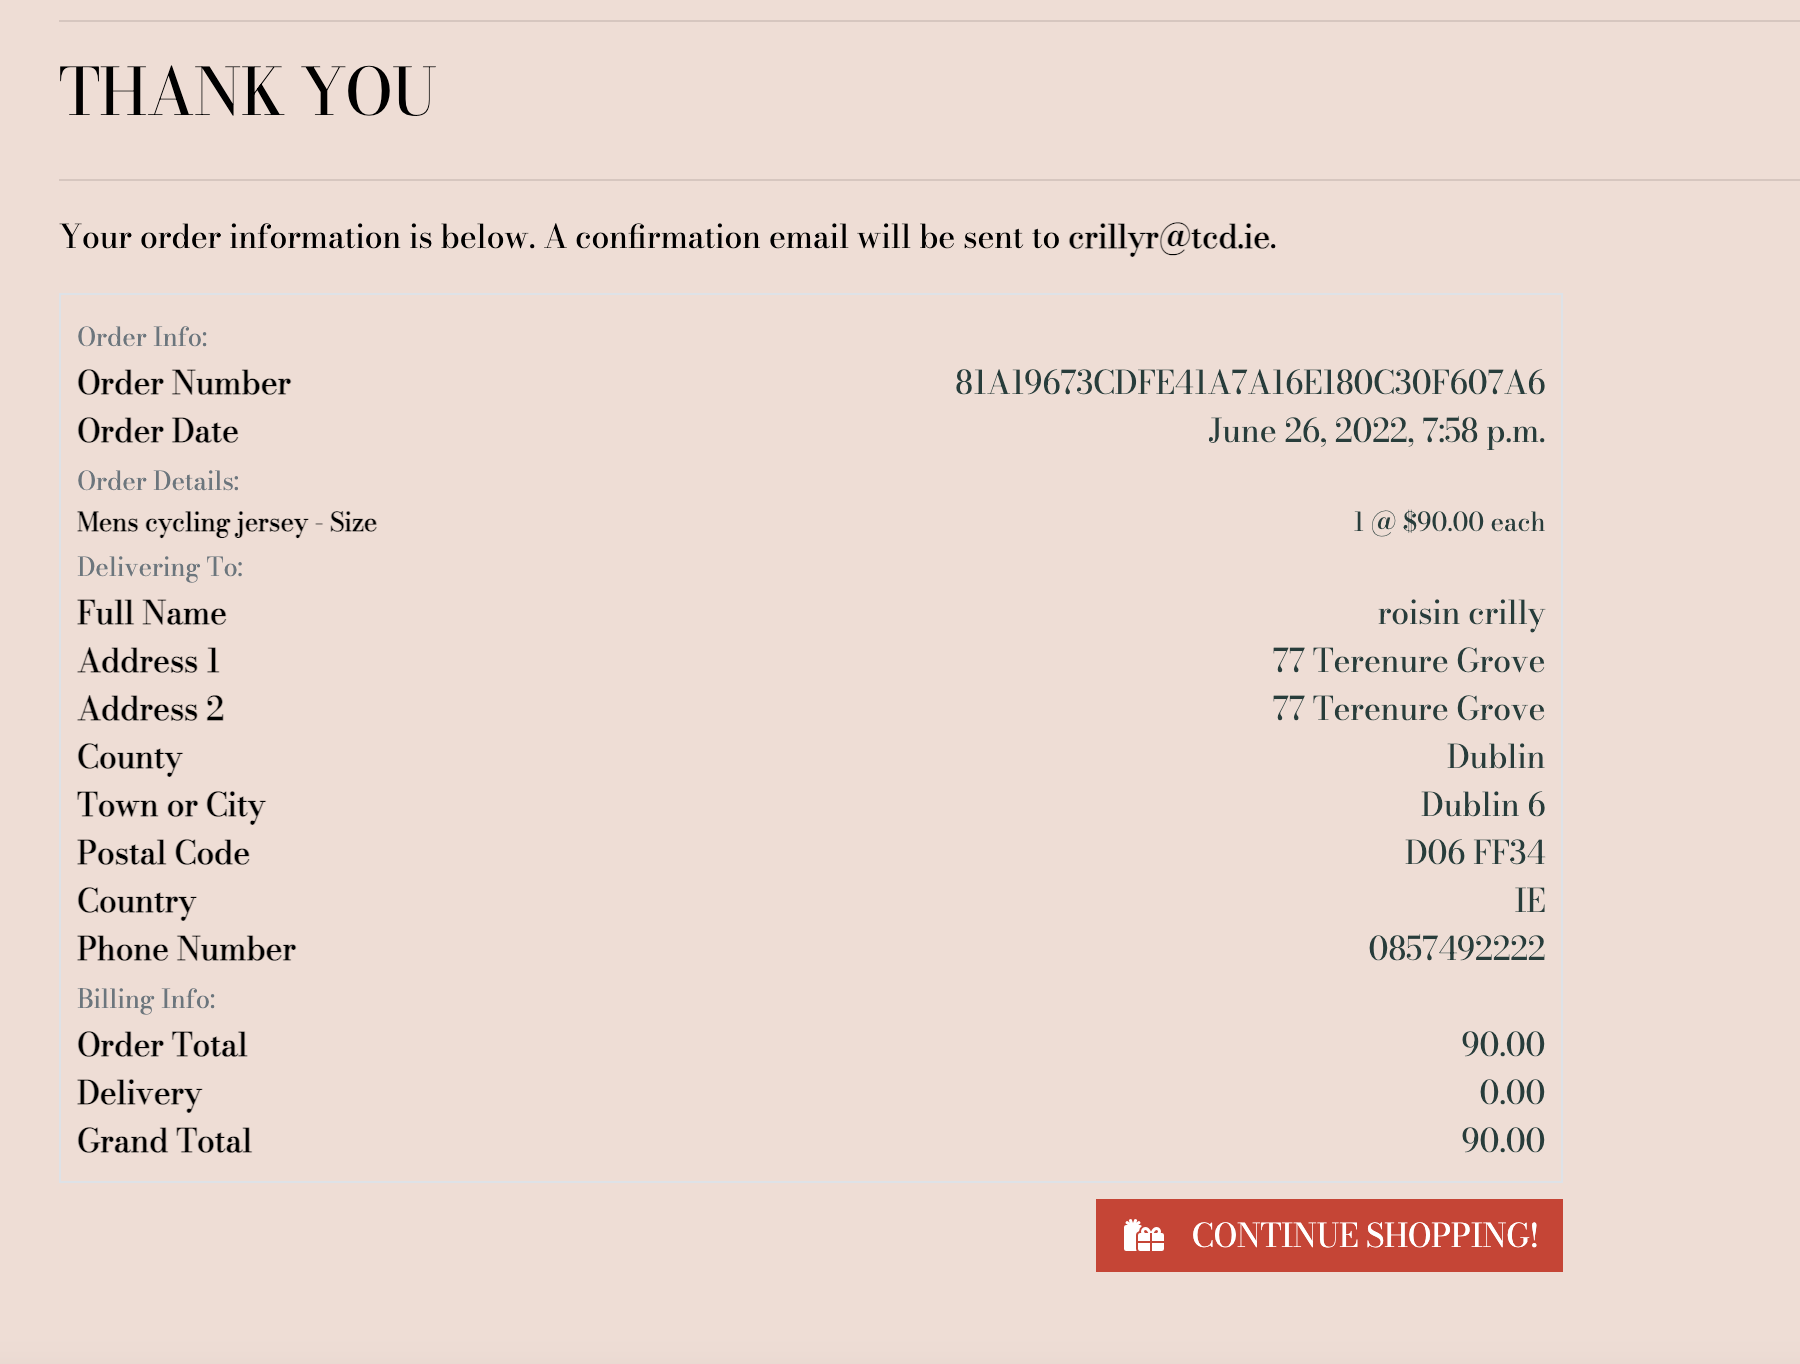 THANK YOU
Your order information is below. A confirmation email will be sent to crillyr@tcd.ie.
Order Info:
Order Number 81A19673CDFE41A7A16E180C30F607A6
Order Date June 26, 2022, 7:58 p.m.
Order Details:
Mens cycling jersey - Size 1 @ $90.00 each
Delivering To:
Full Name roisin crilly
Address 1 77 Terenure Grove
Address 2 77 Terenure Grove
County Dublin
Town or City Dublin 6
Postal Code D06 FF34
Country IE
Phone Number 0857492222
Billing Info:
Order Total 90.00
Delivery 0.00
Grand Total 90.00
CONTINUE SHOPPING!